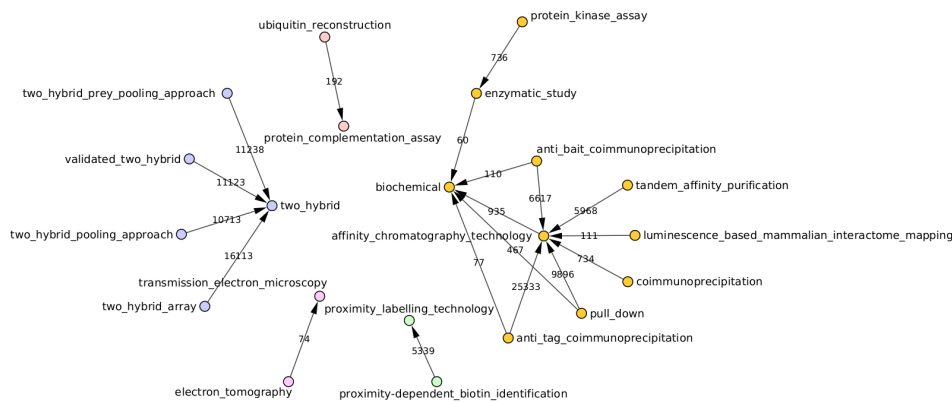 protein_kinase_assay
ubiquitin_reconstruction
736
192
two_hybrid_prey_pooling_approach
enzymatic_study
protein_complementation_assay
60
11238
anti_bait_coimmunoprecipitation
validated_two_hybrid
110
11123
biochemical
tandem_affinity_purification
6617
two_hybrid
935
5968
10713
two_hybrid_pooling_approach
affinity_chromatography_technology
111
luminescence_based_mammalian_interactome_mapping
467
16113
77
734
9896
transmission_electron_microscopy
coimmunoprecipitation
25333
two_hybrid_array
proximity_labelling_technology
pull_down
74
anti_tag_coimmunoprecipitation
5339
electron_tomography
proximity-dependent_biotin_identification